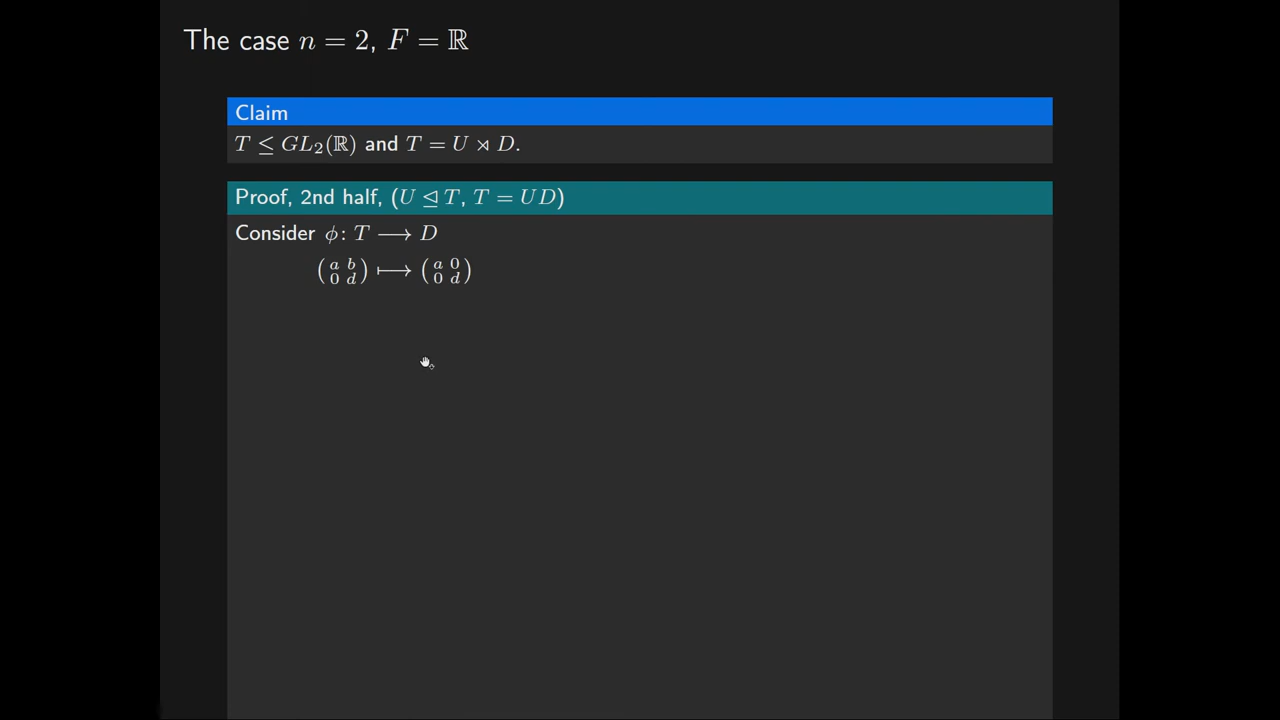 The case n = 2, F = ℝ
Claim
T ≤ GL₂(ℝ) and T = U ⋊ D.
Proof, 2nd half, (U ⊴ T, T = UD)
Consider ϕ: T ⟶ D
(a b
0 d) ⟼ (a 0
0 d)